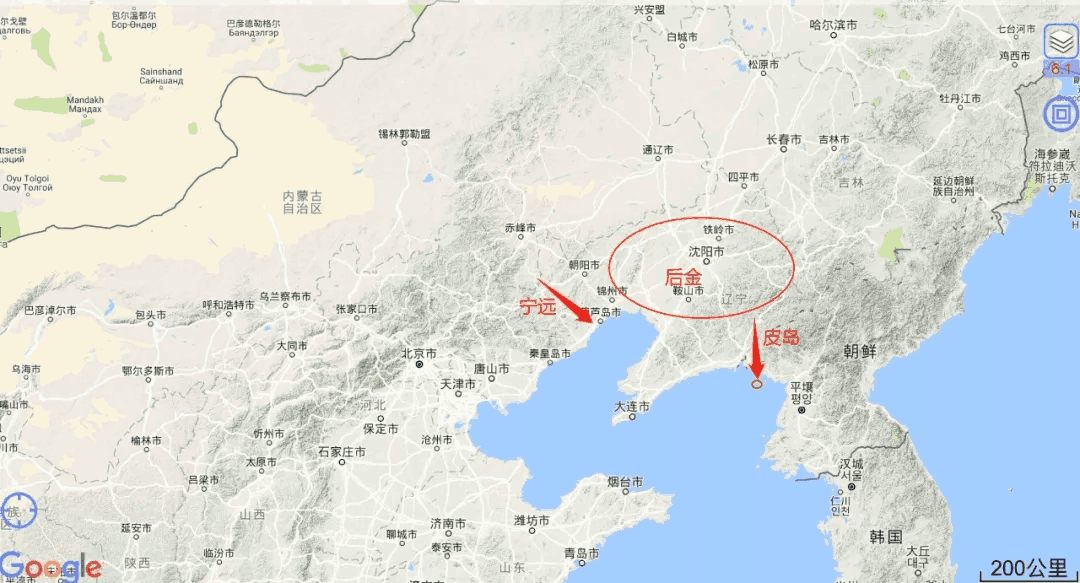 包尔温都尔
Бор-Өндөр
巴彦德勒格尔
Баяндэлгэр
兴安盟
哈尔滨市
七台河市
白城市
鸡西市
松原市
6.1
Sainshand
Сайншанд
Mandakh
Мандах
牡丹江市
锡林郭勒盟
通辽市
长春市
吉林市
海参崴
符拉迪沃
斯托克
Oyu Tolgoi
Оюу Толгой
四平市
吉林
延边朝鲜
族自治州
内蒙古
自治区
赤峰市
铁岭市
沈阳市
朝阳市
后金
锦州市
鞍山市
辽宁
宁远
葫芦岛市
巴彦淖尔市
呼和浩特市
乌兰察布市
张家口市
包头市
皮岛
大同市
北京市
秦皇岛市
朝鲜
乌海市
鄂尔多斯市
唐山市
天津市
平壤
평양
河北
大连市
保定市
榆林市
忻州市
沧州市
石家庄市
太原市
汉城
서울
吕梁市
烟台市
仁川
인천
山西
延安市
聊城市
济南市
潍坊市
韩国
临汾市
泰安市
青岛市
大丘
대구
陕西
山东
Google
200公里